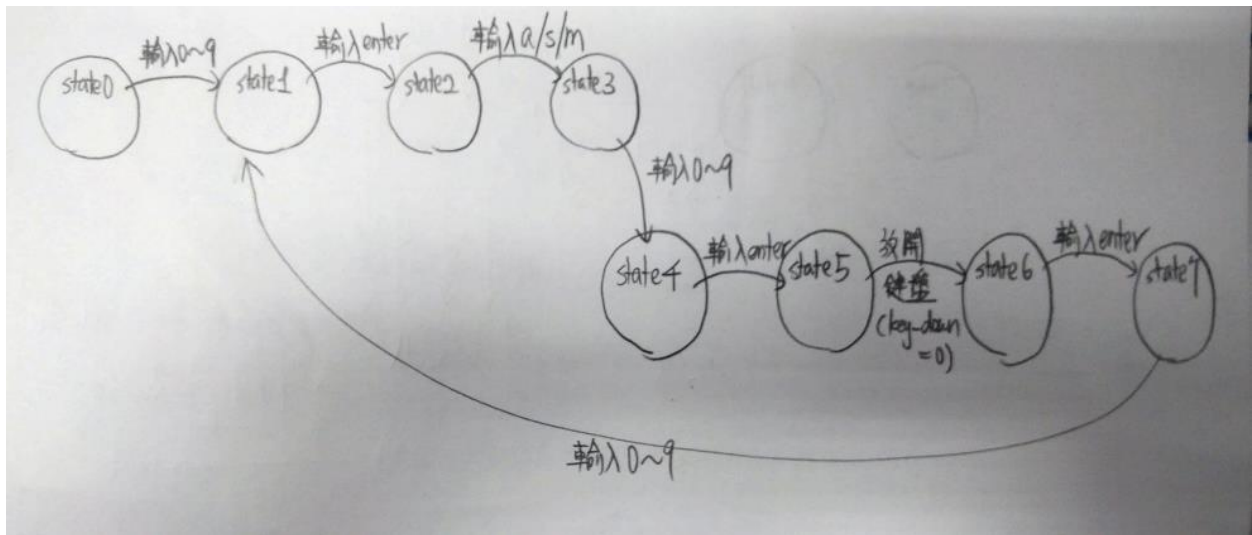 state0
輸入0~9
state1
輸入enter
state2
輸入a/s/m
state3
輸入0~9
state4
輸入enter
state5
放開
鍵盤
(key-down
=0)
state6
輸入enter
state7
輸入0~9